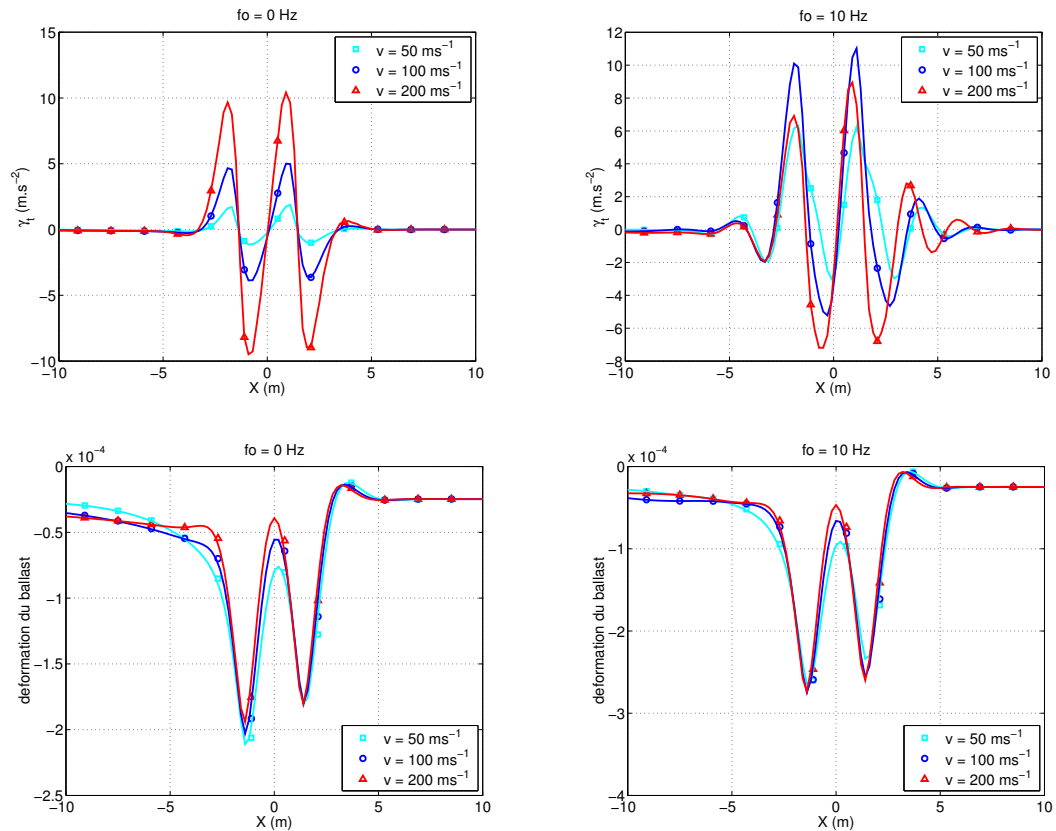 fo = 0 Hz
15
10
5
0
−5
−10
−10
−5
0
5
10
X (m)
γt (m.s−2)
v = 50 ms−1
v = 100 ms−1
v = 200 ms−1
fo = 10 Hz
12
10
8
6
4
2
0
−2
−4
−6
−8
−10
−5
0
5
10
X (m)
γt (m.s−2)
v = 50 ms−1
v = 100 ms−1
v = 200 ms−1
fo = 0 Hz
x 10−4
0
−0.5
−1
−1.5
−2
−2.5
−10
−5
0
5
10
X (m)
deformation du ballast
v = 50 ms−1
v = 100 ms−1
v = 200 ms−1
fo = 10 Hz
x 10−4
0
−1
−2
−3
−4
−10
−5
0
5
10
X (m)
deformation du ballast
v = 50 ms−1
v = 100 ms−1
v = 200 ms−1